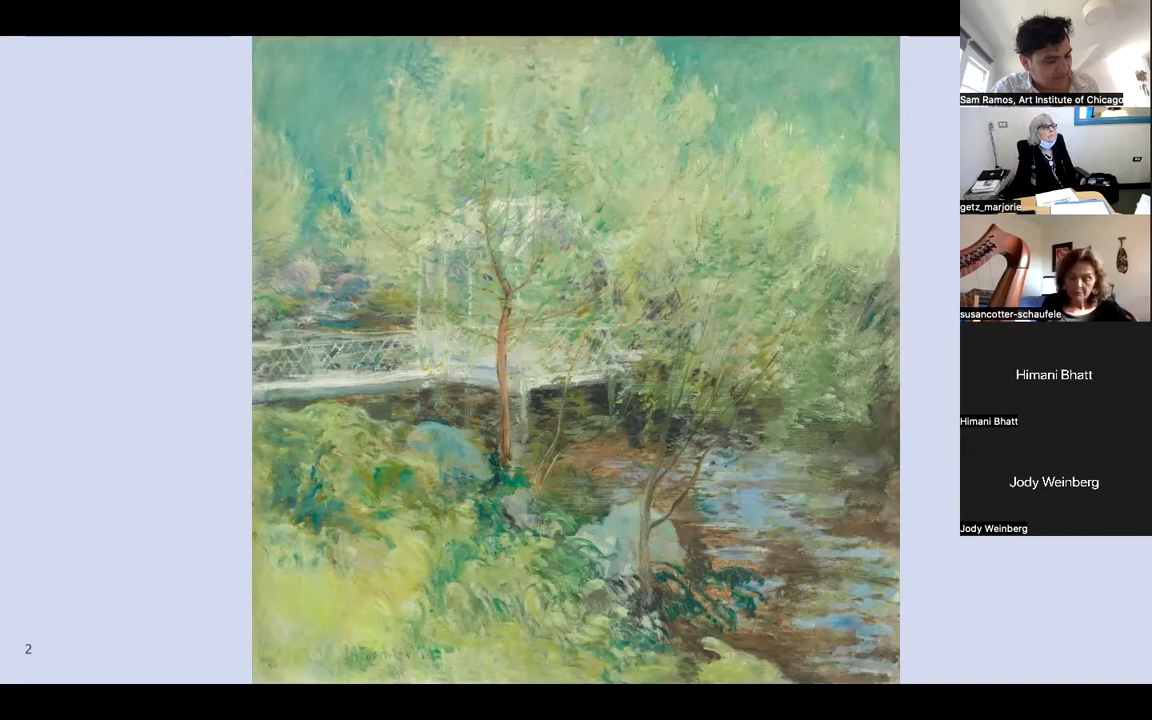 Sam Ramos, Art Institute of Chicago
getz_marjorie
susancotter-schaufele
Himani Bhatt
Himani Bhatt
Jody Weinberg
Jody Weinberg
2